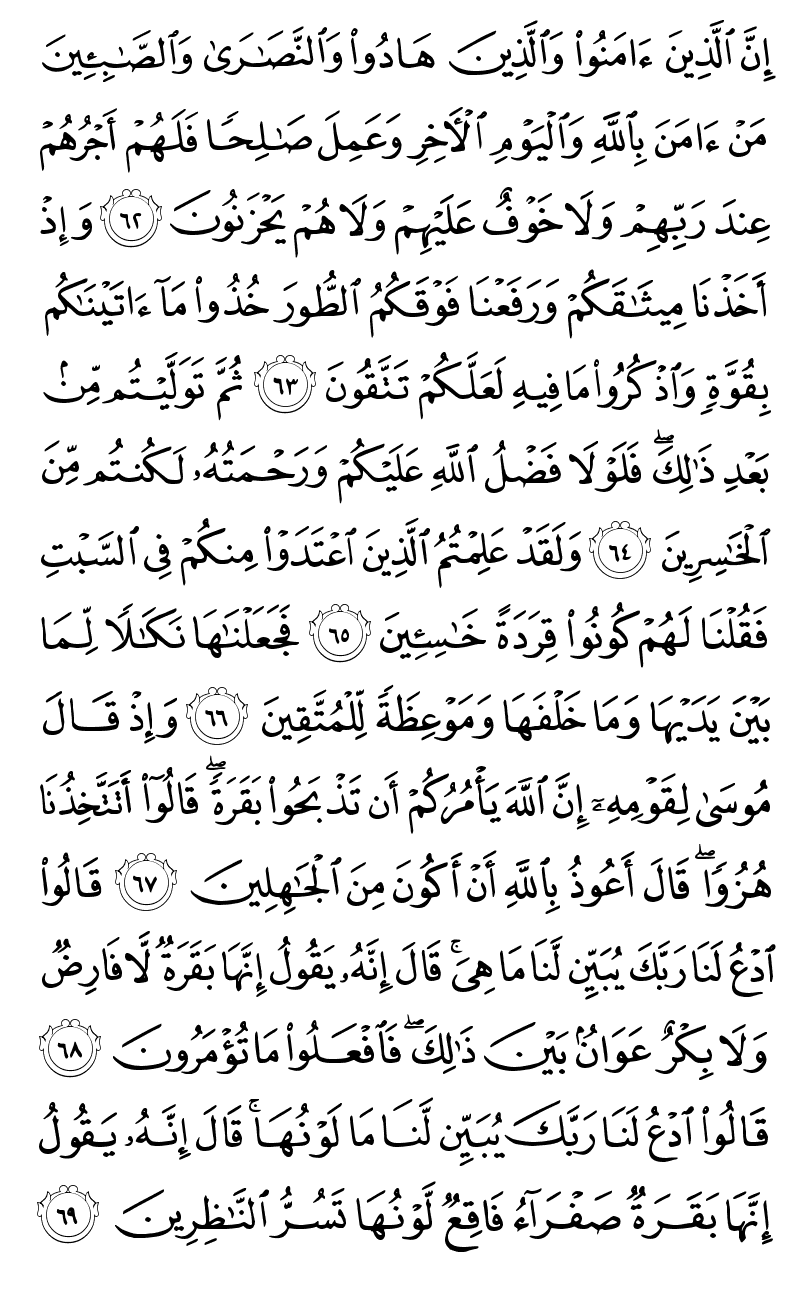 إِنَّ ٱلَّذِينَ ءَامَنُوا۟ وَٱلَّذِينَ هَادُوا۟ وَٱلنَّصَـٰرَىٰ وَٱلصَّـٰبِـِٔينَ
مَنْ ءَامَنَ بِٱللَّهِ وَٱلْيَوْمِ ٱلْـَٔاخِرِ وَعَمِلَ صَـٰلِحًا فَلَهُمْ أَجْرُهُمْ
عِندَ رَبِّهِمْ وَلَا خَوْفٌ عَلَيْهِمْ وَلَا هُمْ يَحْزَنُونَ ٦٢ وَإِذْ
أَخَذْنَا مِيثَـٰقَكُمْ وَرَفَعْنَا فَوْقَكُمُ ٱلطُّورَ خُذُوا۟ مَآ ءَاتَيْنَـٰكُم
بِقُوَّةٍ وَٱذْكُرُوا۟ مَا فِيهِ لَعَلَّكُمْ تَتَّقُونَ ٦٣ ثُمَّ تَوَلَّيْتُم مِّنۢ
بَعْدِ ذَٰلِكَ ۖ فَلَوْلَا فَضْلُ ٱللَّهِ عَلَيْكُمْ وَرَحْمَتُهُۥ لَكُنتُم مِّنَ
ٱلْخَـٰسِرِينَ ٦٤ وَلَقَدْ عَلِمْتُمُ ٱلَّذِينَ ٱعْتَدَوْا۟ مِنكُمْ فِى ٱلسَّبْتِ
فَقُلْنَا لَهُمْ كُونُوا۟ قِرَدَةً خَـٰسِـِٔينَ ٦٥ فَجَعَلْنَـٰهَا نَكَـٰلًا لِّمَا
بَيْنَ يَدَيْهَا وَمَا خَلْفَهَا وَمَوْعِظَةً لِّلْمُتَّقِينَ ٦٦ وَإِذْ قَالَ
مُوسَىٰ لِقَوْمِهِۦٓ إِنَّ ٱللَّهَ يَأْمُرُكُمْ أَن تَذْبَحُوا۟ بَقَرَةً ۖ قَالُوٓا۟ أَتَتَّخِذُنَا
هُزُوًا ۖ قَالَ أَعُوذُ بِٱللَّهِ أَنْ أَكُونَ مِنَ ٱلْجَـٰهِلِينَ ٦٧ قَالُوا۟
ٱدْعُ لَنَا رَبَّكَ يُبَيِّن لَّنَا مَا هِىَ ۚ قَالَ إِنَّهُۥ يَقُولُ إِنَّهَا بَقَرَةٌ لَّا فَارِضٌ
وَلَا بِكْرٌ عَوَانٌۢ بَيْنَ ذَٰلِكَ ۖ فَٱفْعَلُوا۟ مَا تُؤْمَرُونَ ٦٨
قَالُوا۟ ٱدْعُ لَنَا رَبَّكَ يُبَيِّن لَّنَا مَا لَوْنُهَا ۚ قَالَ إِنَّهُۥ يَقُولُ
إِنَّهَا بَقَرَةٌ صَفْرَآءُ فَاقِعٌ لَّوْنُهَا تَسُرُّ ٱلنَّـٰظِرِينَ ٦٩